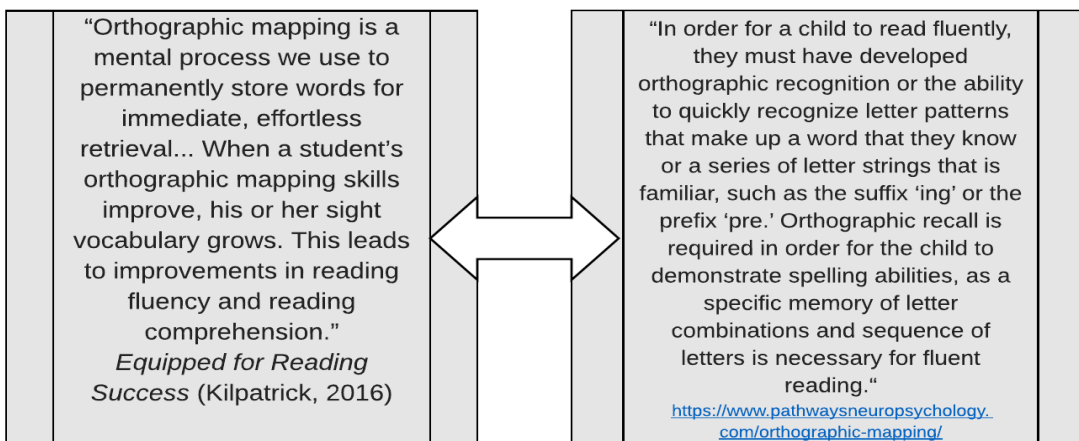 “Orthographic mapping is a
mental process we use to
permanently store words for
immediate, effortless
retrieval... When a student’s
orthographic mapping skills
improve, his or her sight
vocabulary grows. This leads
to improvements in reading
fluency and reading
comprehension.”
Equipped for Reading
Success (Kilpatrick, 2016)
“In order for a child to read fluently,
they must have developed
orthographic recognition or the ability
to quickly recognize letter patterns
that make up a word that they know
or a series of letter strings that is
familiar, such as the suffix ‘ing’ or the
prefix ‘pre.’ Orthographic recall is
required in order for the child to
demonstrate spelling abilities, as a
specific memory of letter
combinations and sequence of
letters is necessary for fluent
reading.“
https://www.pathwaysneuropsychology.
com/orthographic-mapping/